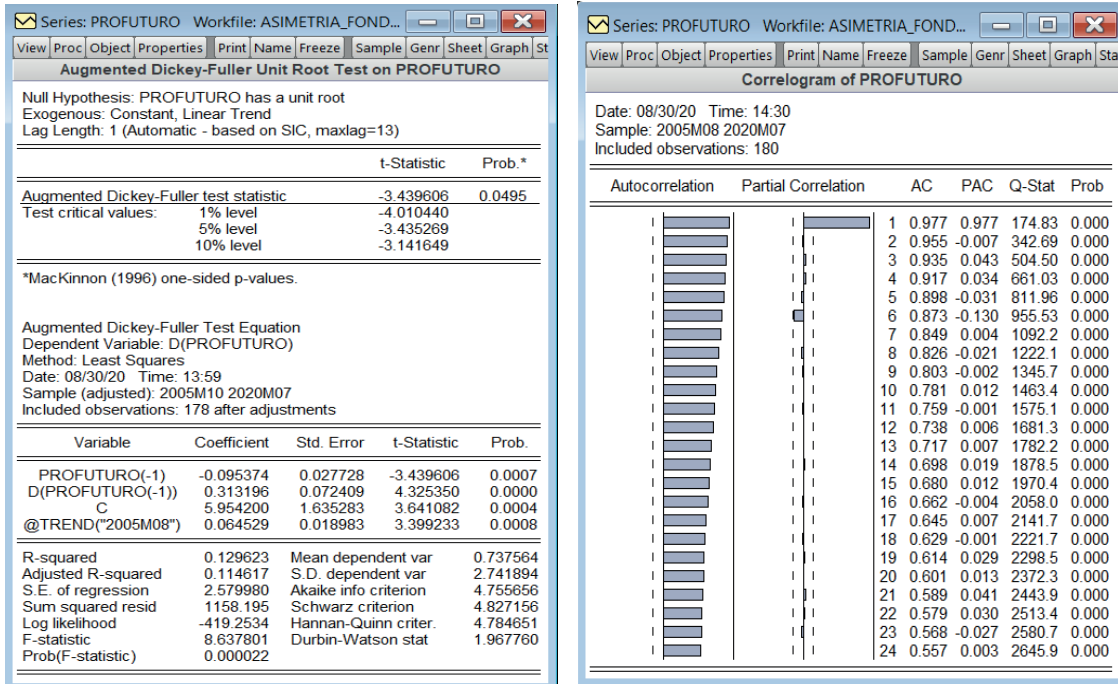 Series: PROFUTURO Workfile: ASIMETRIA_FOND...
View Proc Object Properties Print Name Freeze Sample Genr Sheet Graph St
Augmented Dickey-Fuller Unit Root Test on PROFUTURO
Null Hypothesis: PROFUTURO has a unit root
Exogenous: Constant, Linear Trend
Lag Length: 1 (Automatic - based on SIC, maxlag=13)
t-Statistic Prob.*
Augmented Dickey-Fuller test statistic -3.439606 0.0495
Test critical values: 1% level -4.010440
5% level -3.435269
10% level -3.141649
*MacKinnon (1996) one-sided p-values.
Augmented Dickey-Fuller Test Equation
Dependent Variable: D(PROFUTURO)
Method: Least Squares
Date: 08/30/20 Time: 13:59
Sample (adjusted): 2005M10 2020M07
Included observations: 178 after adjustments
Variable Coefficient Std. Error t-Statistic Prob.
PROFUTURO(-1) -0.095374 0.027728 -3.439606 0.0007
D(PROFUTURO(-1)) 0.313196 0.072409 4.325350 0.0000
C 5.954200 1.635283 3.641082 0.0004
@TREND("2005M08") 0.064529 0.018983 3.399233 0.0008
R-squared 0.129623 Mean dependent var 0.737564
Adjusted R-squared 0.114617 S.D. dependent var 2.741894
S.E. of regression 2.579980 Akaike info criterion 4.755656
Sum squared resid 1158.195 Schwarz criterion 4.827156
Log likelihood -419.2534 Hannan-Quinn criter. 4.784651
F-statistic 8.637801 Durbin-Watson stat 1.967760
Prob(F-statistic) 0.000022
Series: PROFUTURO Workfile: ASIMETRIA_FOND...
View Proc Object Properties Print Name Freeze Sample Genr Sheet Graph Sta
Correlogram of PROFUTURO
Date: 08/30/20 Time: 14:30
Sample: 2005M08 2020M07
Included observations: 180
Autocorrelation Partial Correlation AC PAC Q-Stat Prob
1 0.977 0.977 174.83 0.000
2 0.955 -0.007 342.69 0.000
3 0.935 0.043 504.50 0.000
4 0.917 0.034 661.03 0.000
5 0.898 -0.031 811.96 0.000
6 0.873 -0.130 955.53 0.000
7 0.849 0.004 1092.2 0.000
8 0.826 -0.021 1222.1 0.000
9 0.803 -0.002 1345.7 0.000
10 0.781 0.012 1463.4 0.000
11 0.759 -0.001 1575.1 0.000
12 0.738 0.006 1681.3 0.000
13 0.717 0.007 1782.2 0.000
14 0.698 0.019 1878.5 0.000
15 0.680 0.012 1970.4 0.000
16 0.662 -0.004 2058.0 0.000
17 0.645 0.007 2141.7 0.000
18 0.629 -0.001 2221.7 0.000
19 0.614 0.029 2298.5 0.000
20 0.601 0.013 2372.3 0.000
21 0.589 0.041 2443.9 0.000
22 0.579 0.030 2513.4 0.000
23 0.568 -0.027 2580.7 0.000
24 0.557 0.003 2645.9 0.000